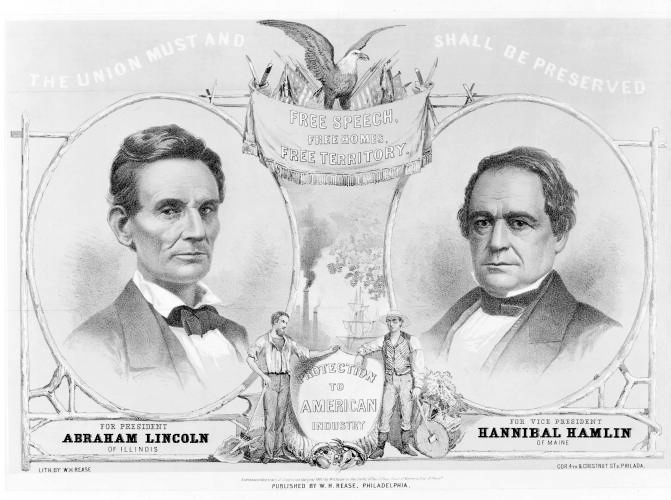 THE UNION MUST AND
SHALL BE PRESERVED
FREE SPEECH,
FREE HOMES,
FREE TERRITORY.
PROTECTION
TO
AMERICAN
INDUSTRY
FOR PRESIDENT
ABRAHAM LINCOLN
OF ILLINOIS
FOR VICE PRESIDENT
HANNIBAL HAMLIN
OF MAINE
LITH. BY W.H. REASE
COR 4TH & CHESTNUT STS. PHILADA.
PUBLISHED BY W. H. REASE, PHILADELPHIA.